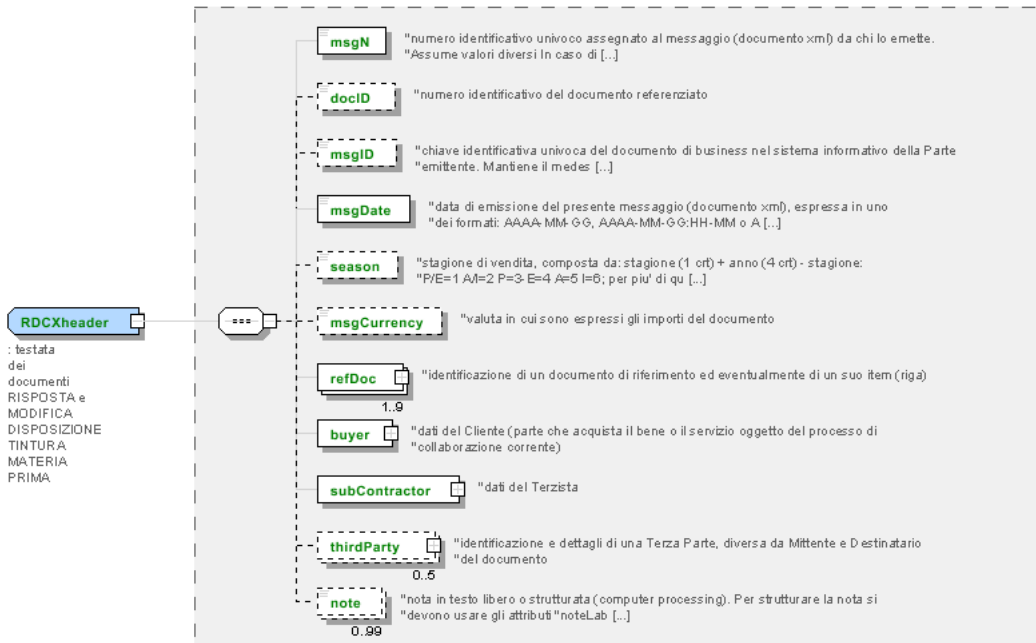 msgN
"numero identificativo univoco assegnato al messaggio (documento xml) da chi lo emette.
"Assume valori diversi In caso di [...]
docID
"numero identificativo del documento referenziato
msgID
"chiave identificativa univoca del documento di business nel sistema informativo della Parte
"emittente. Mantiene il medes [...]
msgDate
"data di emissione del presente messaggio (documento xml), espressa in uno
"dei formati: AAAA-MM-GG, AAAA-MM-GG:HH-MM o A [...]
season
"stagione di vendita, composta da: stagione (1 crt) + anno (4 crt) - stagione:
"P/E=1 A/I=2 P=3- E=4 A=5 I=6; per piu' di qu [...]
RDCXheader
msgCurrency
"valuta in cui sono espressi gli importi del documento
: testata
dei
documenti
RISPOSTA e
MODIFICA
DISPOSIZIONE
TINTURA
MATERIA
PRIMA
refDoc
"identificazione di un documento di riferimento ed eventualmente di un suo item (riga)
1..9
buyer
"dati del Cliente (parte che acquista il bene o il servizio oggetto del processo di
"collaborazione corrente)
subContractor
"dati del Terzista
thirdParty
"identificazione e dettagli di una Terza Parte, diversa da Mittente e Destinatario
"del documento
0..5
note
"nota in testo libero o strutturata (computer processing). Per strutturare la nota si
"devono usare gli attributi "noteLab [...]
0..99